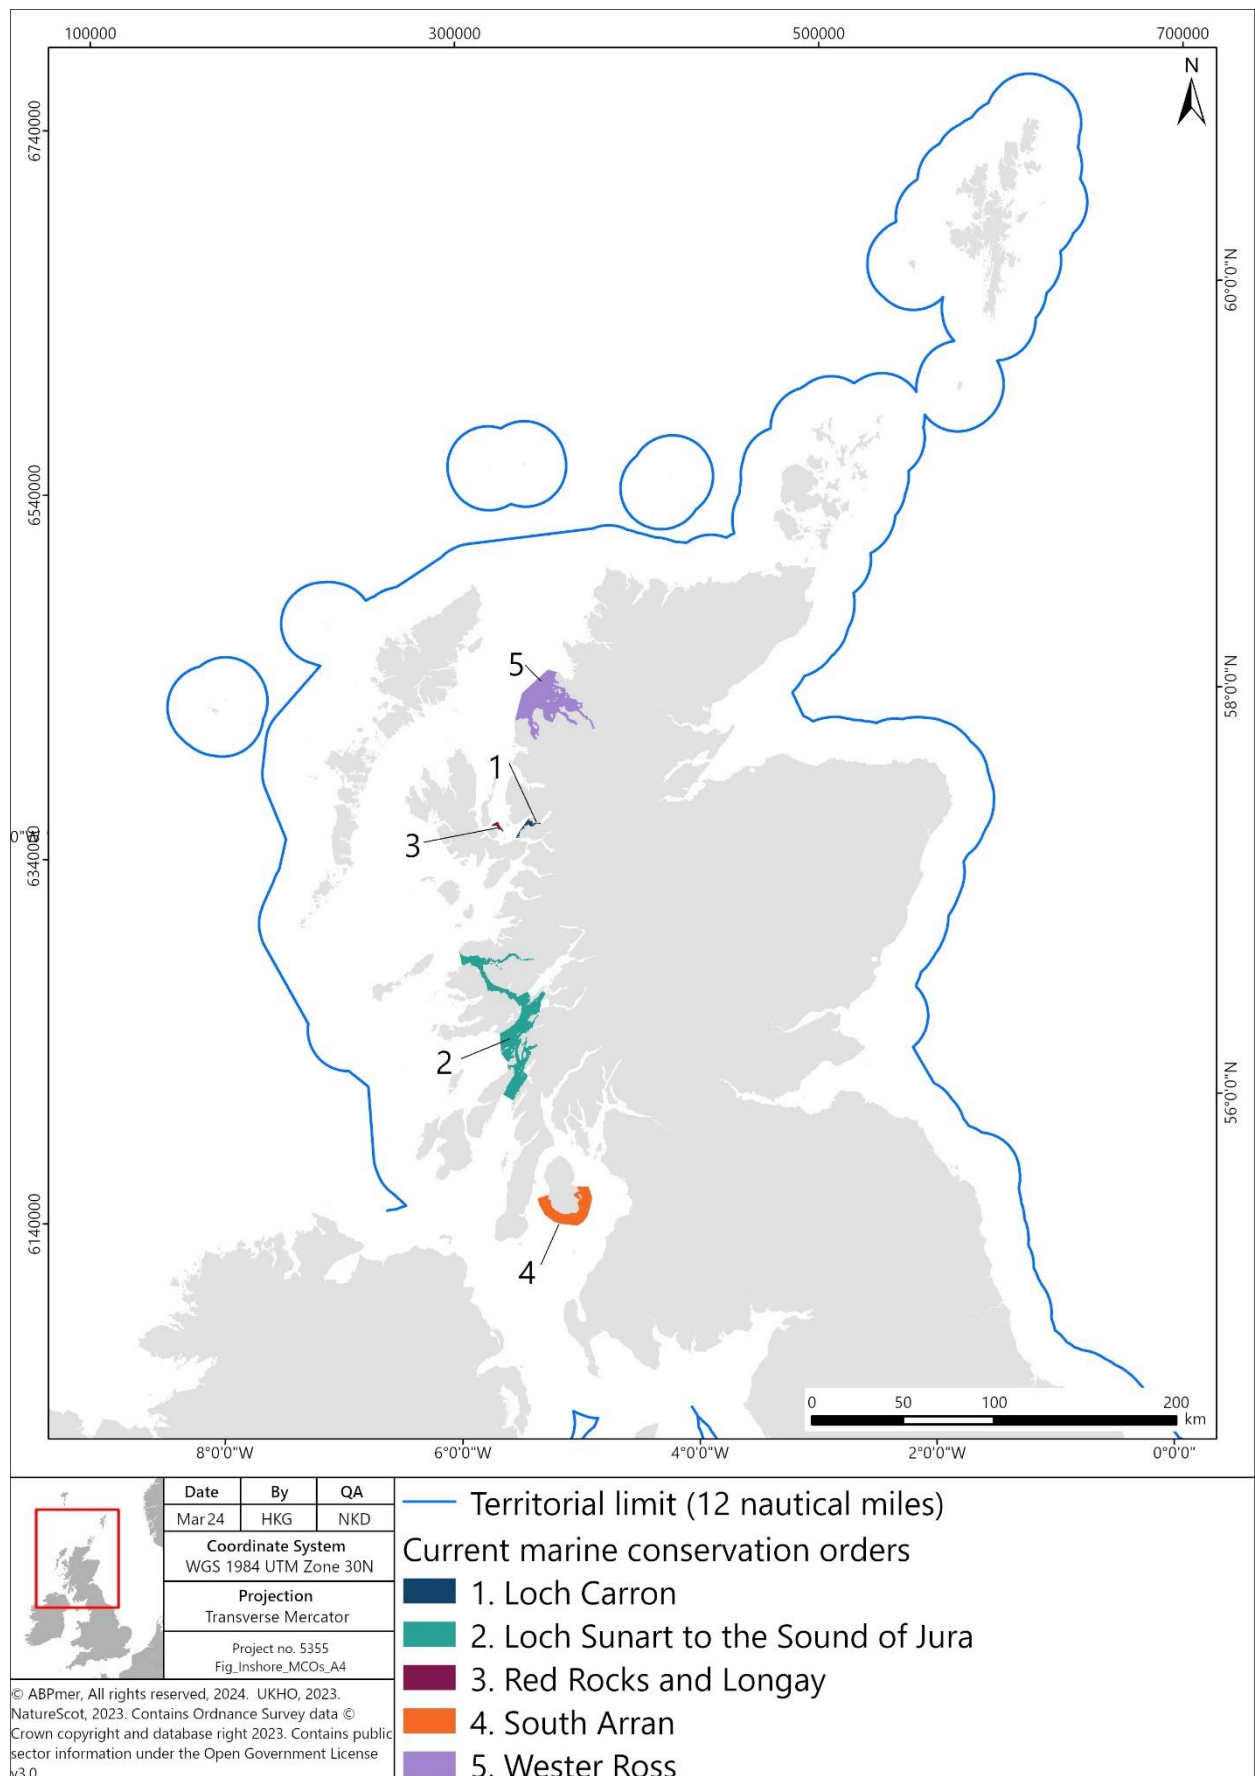 100000 300000 500000 700000
N
6740000
60°0'0"N
6540000
58°0'0"N
5
1
3
6340000
2
56°0'0"N
6140000
4
0 50 100 200
km
8°0'0"W 6°0'0"W 4°0'0"W 2°0'0"W 0°0'0"
Date By QA
Mar 24 HKG NKD
Coordinate System
WGS 1984 UTM Zone 30N
Projection
Transverse Mercator
Project no. 5355
Fig_Inshore_MCOs_A4
© ABPmer, All rights reserved, 2024. UKHO, 2023.
NatureScot, 2023. Contains Ordnance Survey data ©
Crown copyright and database right 2023. Contains public
sector information under the Open Government License
v3.0
Territorial limit (12 nautical miles)
Current marine conservation orders
1. Loch Carron
2. Loch Sunart to the Sound of Jura
3. Red Rocks and Longay
4. South Arran
5. Wester Ross